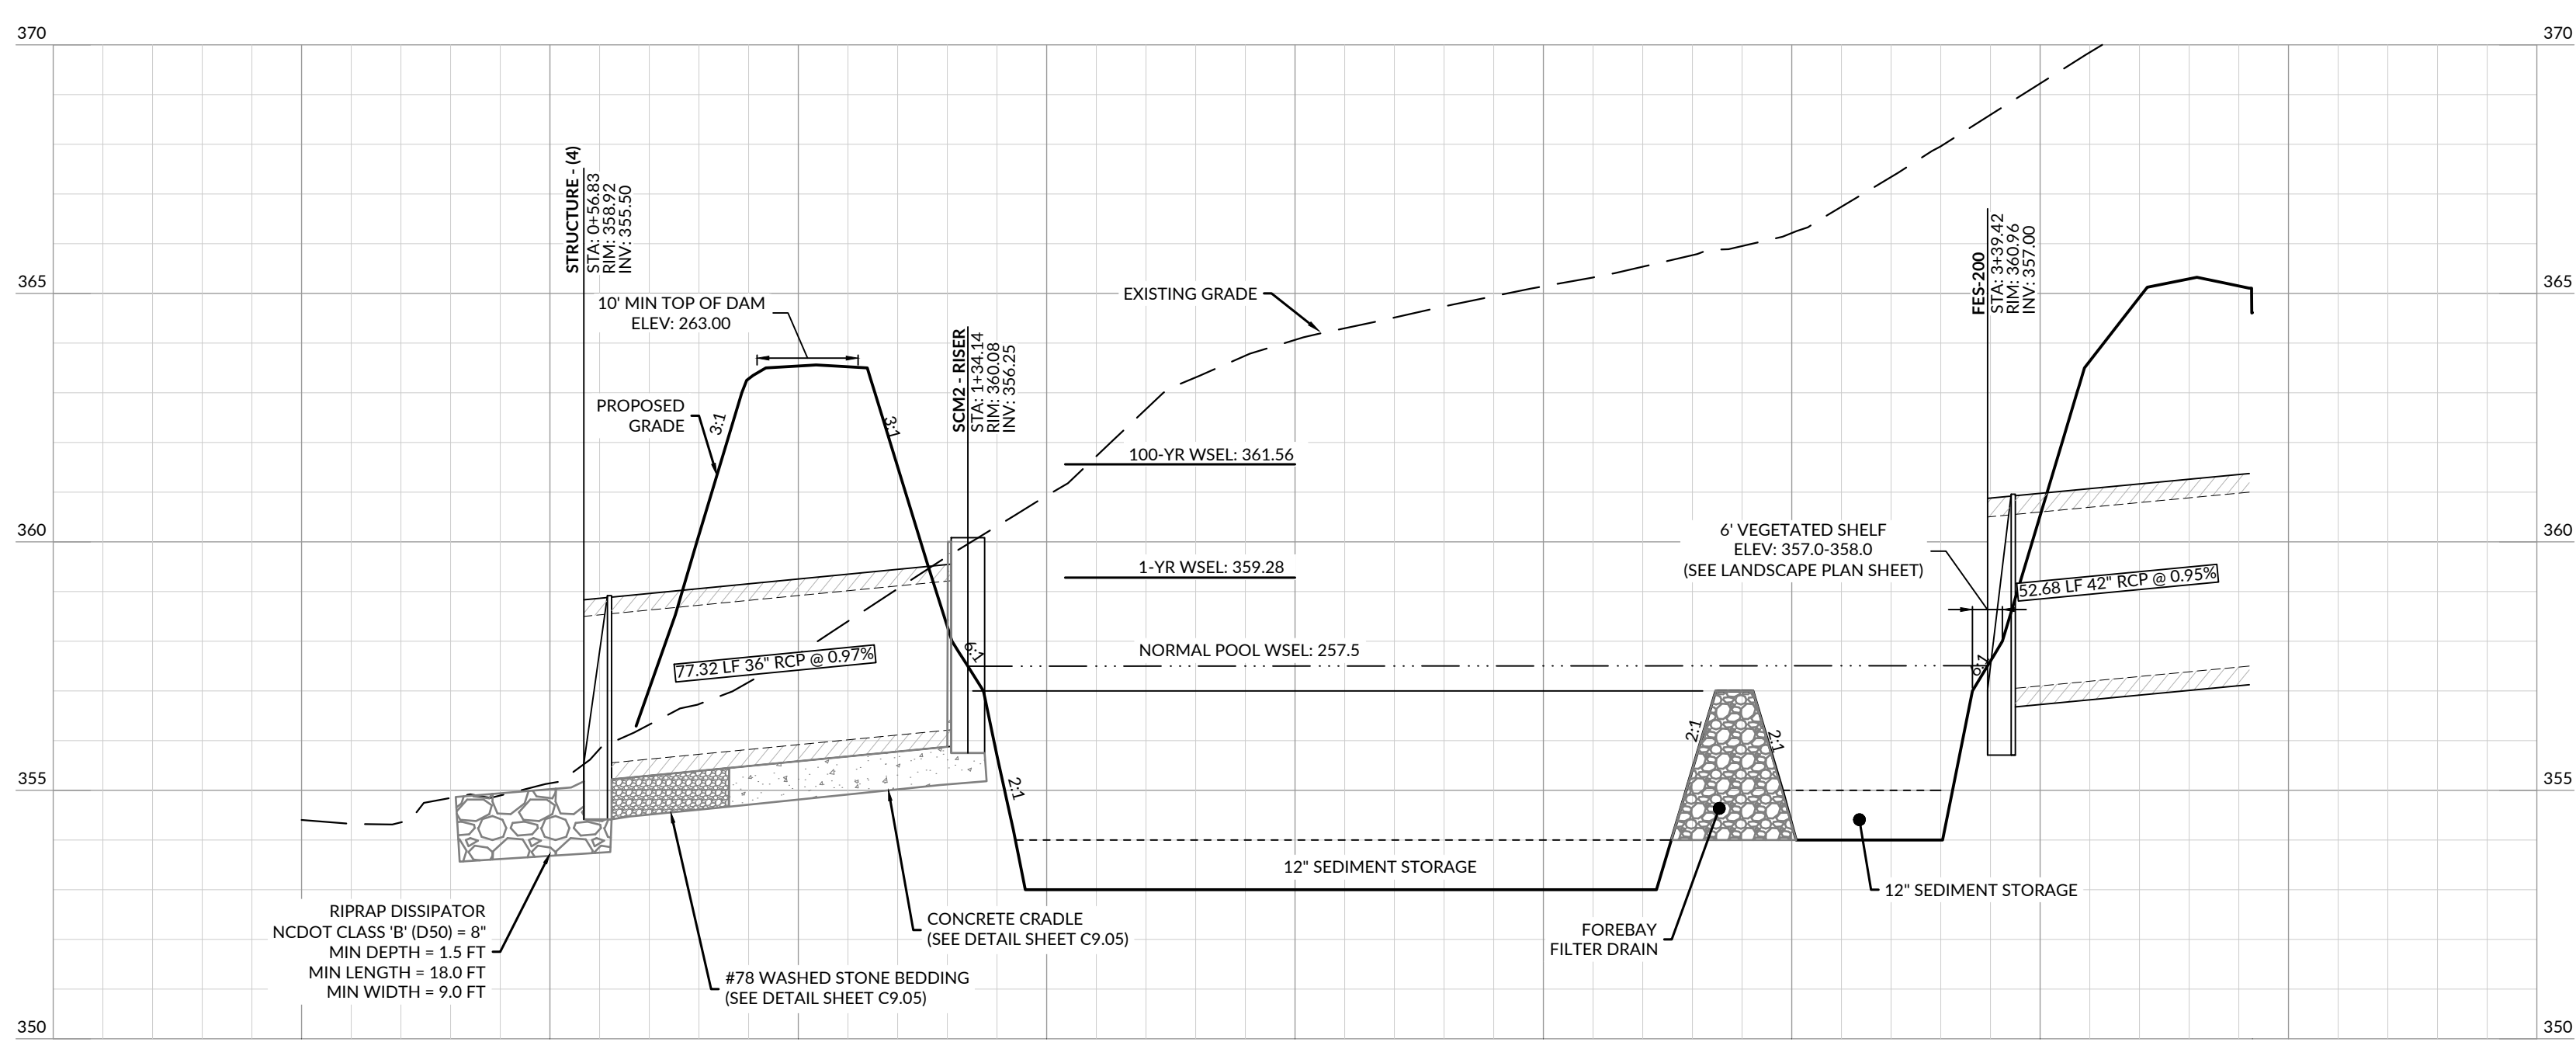 370
370
365
365
360
360
355
355
350
350
STRUCTURE - (4)
STA: 0+56.83
RIM: 358.92
INV: 355.50
10' MIN TOP OF DAM
ELEV: 263.00
PROPOSED
GRADE
3:1
3:1
SCM2 - RISER
STA: 1+34.14
RIM: 360.08
INV: 356.25
EXISTING GRADE
100-YR WSEL: 361.56
1-YR WSEL: 359.28
NORMAL POOL WSEL: 257.5
6:1
2:1
77.32 LF 36" RCP @ 0.97%
FES-200
STA: 3+39.42
RIM: 360.96
INV: 357.00
6' VEGETATED SHELF
ELEV: 357.0-358.0
(SEE LANDSCAPE PLAN SHEET)
52.68 LF 42" RCP @ 0.95%
6:1
2:1
2:1
12" SEDIMENT STORAGE
12" SEDIMENT STORAGE
FOREBAY
FILTER DRAIN
RIPRAP DISSIPATOR
NCDOT CLASS 'B' (D50) = 8"
MIN DEPTH = 1.5 FT
MIN LENGTH = 18.0 FT
MIN WIDTH = 9.0 FT
CONCRETE CRADLE
(SEE DETAIL SHEET C9.05)
#78 WASHED STONE BEDDING
(SEE DETAIL SHEET C9.05)